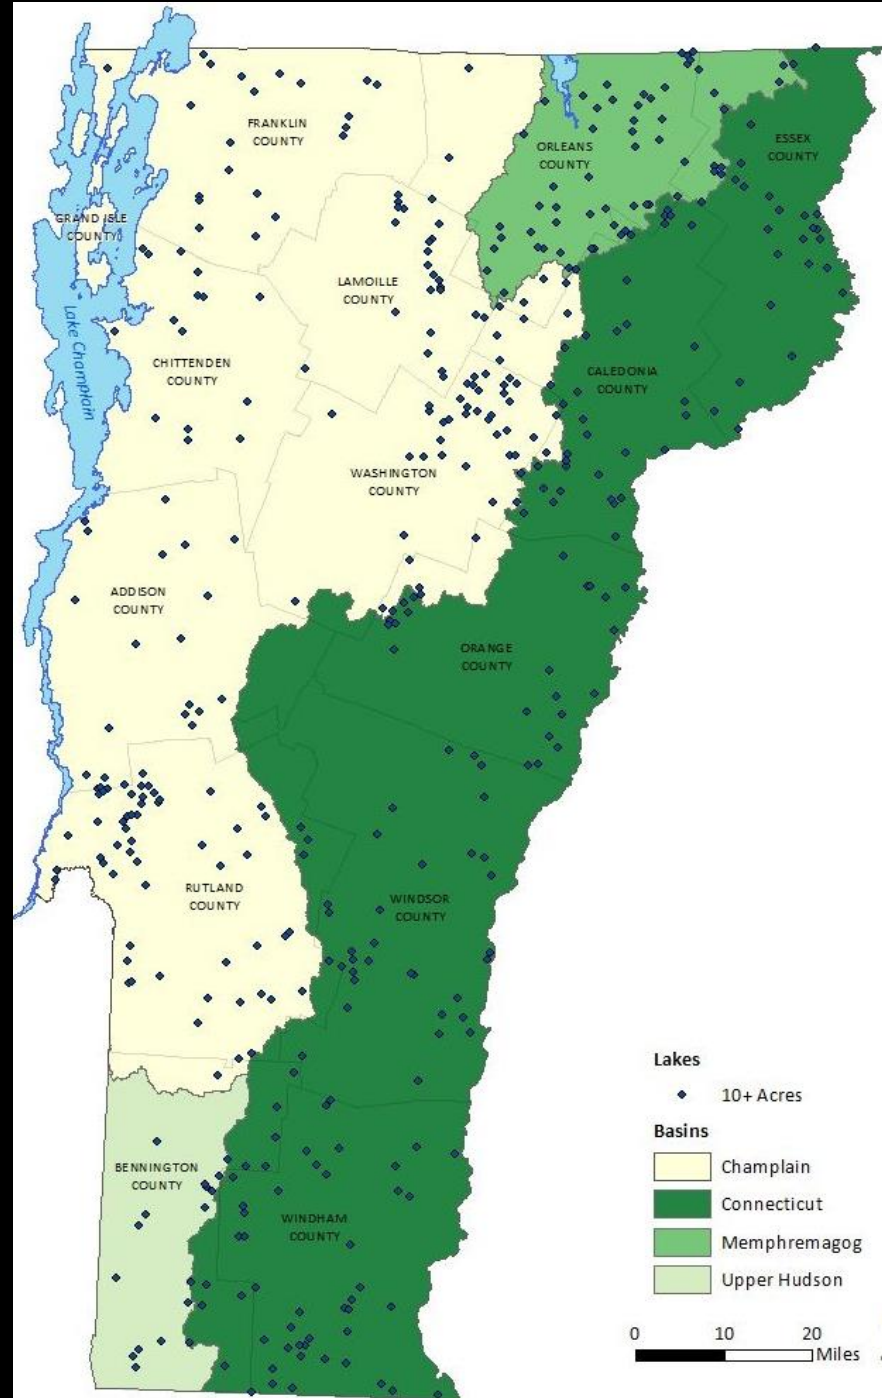 FRANKLIN
COUNTY
ORLEANS
COUNTY
ESSEX
COUNTY
GRAND ISLE
COUNTY
LAMOILLE
COUNTY
Lake Champlain
CHITTENDEN
COUNTY
CALEDONIA
COUNTY
WASHINGTON
COUNTY
ADDISON
COUNTY
ORANGE
COUNTY
RUTLAND
COUNTY
WINDSOR
COUNTY
BENNINGTON
COUNTY
WINDHAM
COUNTY
Lakes
10+ Acres
Basins
Champlain
Connecticut
Memphremagog
Upper Hudson
0 10 20
Miles